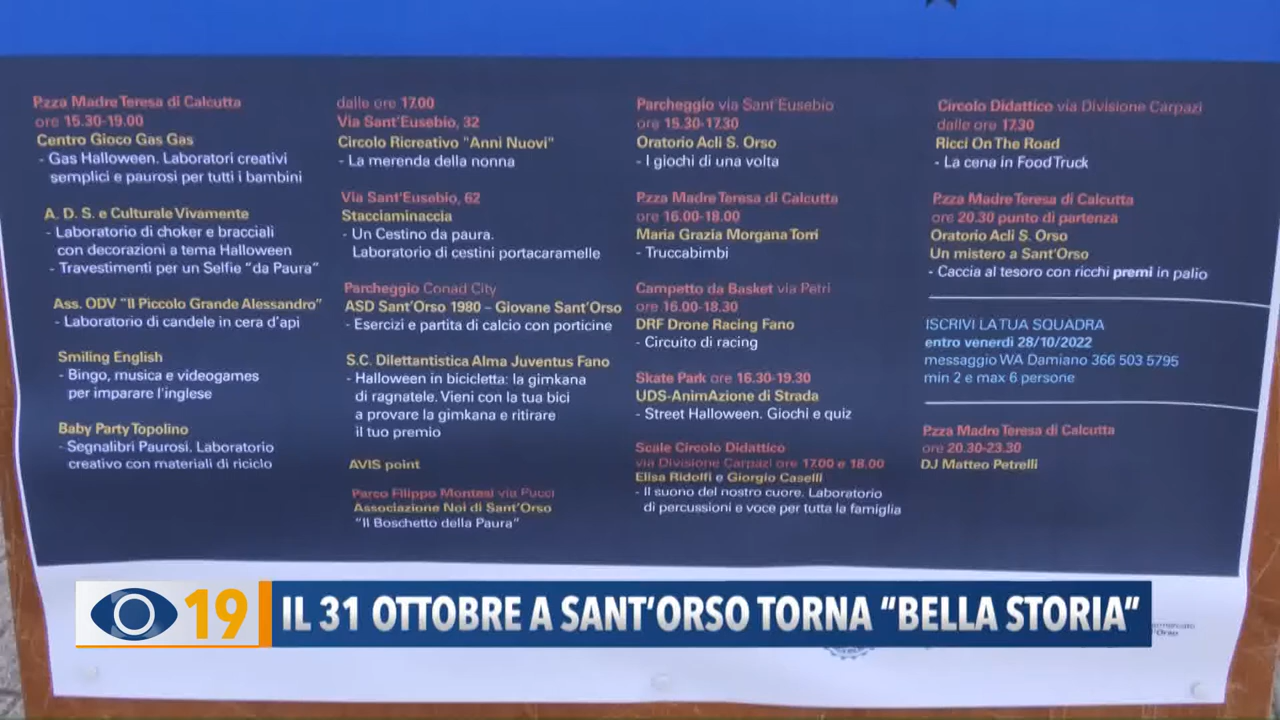 P.zza Madre Teresa di Calcutta
ore 15.30-19.00
Centro Gioco Gas Gas
- Gas Halloween. Laboratori creativi
semplici e paurosi per tutti i bambini
A. D. S. e Culturale Vivamente
- Laboratorio di choker e bracciali
con decorazioni a tema Halloween
- Travestimenti per un Selfie “da Paura”
Ass. ODV “Il Piccolo Grande Alessandro”
- Laboratorio di candele in cera d'api
Smiling English
- Bingo, musica e videogames
per imparare l'inglese
Baby Party Topolino
- Segnalibri Paurosi. Laboratorio
creativo con materiali di riciclo
dalle ore 17.00
Via Sant'Eusebio, 32
Circolo Ricreativo "Anni Nuovi"
- La merenda della nonna
Via Sant'Eusebio, 62
Stacciaminaccia
- Un Cestino da paura.
Laboratorio di cestini portacaramelle
Parcheggio Conad City
ASD Sant'Orso 1980 – Giovane Sant'Orso
- Esercizi e partita di calcio con porticine
S.C. Dilettantistica Alma Juventus Fano
- Halloween in bicicletta: la gimkana
di ragnatele. Vieni con la tua bici
a provare la gimkana e ritirare
il tuo premio
AVIS point
Parco Filippo Montesi via Pucci
Associazione Noi di Sant'Orso
“Il Boschetto della Paura”
Parcheggio via Sant'Eusebio
ore 15.30-17.30
Oratorio Acli S. Orso
- I giochi di una volta
P.zza Madre Teresa di Calcutta
ore 16.00-18.00
Maria Grazia Morgana Torri
- Truccabimbi
Campetto da Basket via Petri
ore 16.00-18.30
DRF Drone Racing Fano
- Circuito di racing
Skate Park ore 16.30-19.30
UDS-AnimAzione di Strada
- Street Halloween. Giochi e quiz
Scale Circolo Didattico
via Divisione Carpazi ore 17.00 e 18.00
Elisa Ridolfi e Giorgio Caselli
- Il suono del nostro cuore. Laboratorio
di percussioni e voce per tutta la famiglia
Circolo Didattico via Divisione Carpazi
dalle ore 17.30
Ricci On The Road
- La cena in Food Truck
P.zza Madre Teresa di Calcutta
ore 20.30 punto di partenza
Oratorio Acli S. Orso
Un mistero a Sant'Orso
- Caccia al tesoro con ricchi premi in palio
ISCRIVI LA TUA SQUADRA
entro venerdì 28/10/2022
messaggio WA Damiano 366 503 5795
min 2 e max 6 persone
P.zza Madre Teresa di Calcutta
ore 20.30-23.30
DJ Matteo Petrelli
19 IL 31 OTTOBRE A SANT'ORSO TORNA “BELLA STORIA”